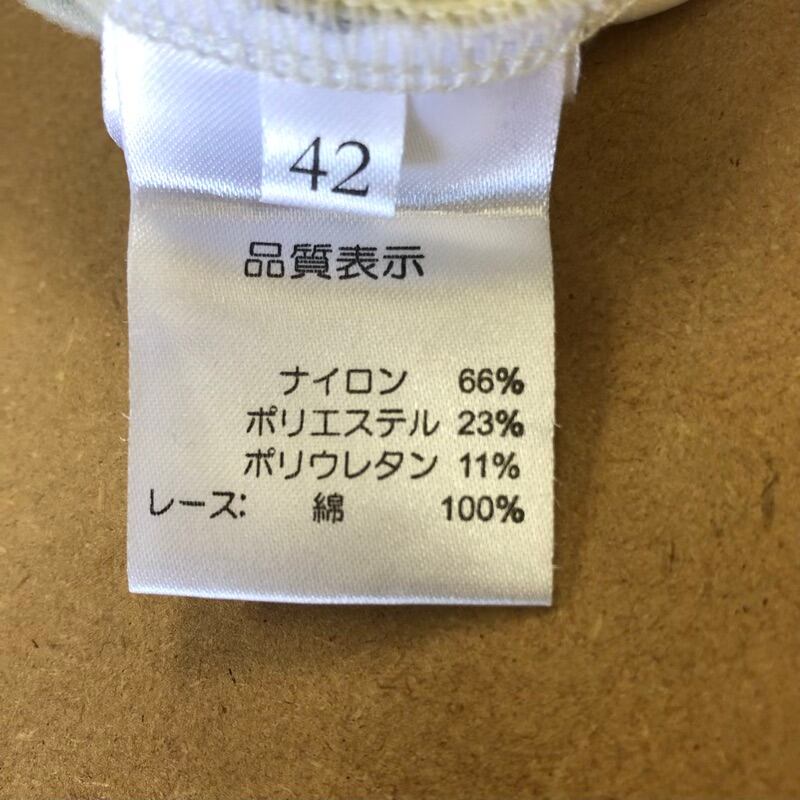 42
品質表示
ナイロン 66%
ポリエステル 23%
ポリウレタン 11%
レース: 綿 100%